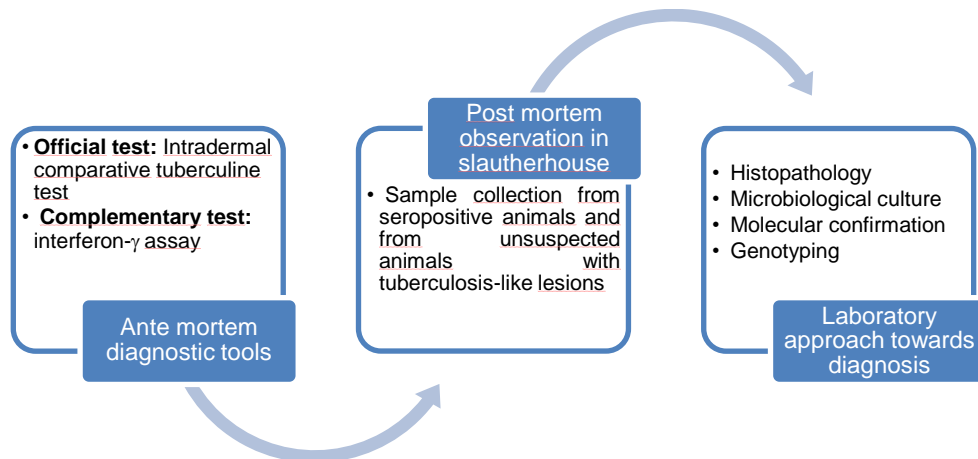 • Official test: Intradermal
comparative tuberculine
test
• Complementary test:
interferon-γ assay
Ante mortem
diagnostic tools
Post mortem
observation in
slautherhouse
• Sample collection from
seropositive animals and
from unsuspected
animals with
tuberculosis-like lesions
• Histopathology
• Microbiological culture
• Molecular confirmation
• Genotyping
Laboratory
approach towards
diagnosis